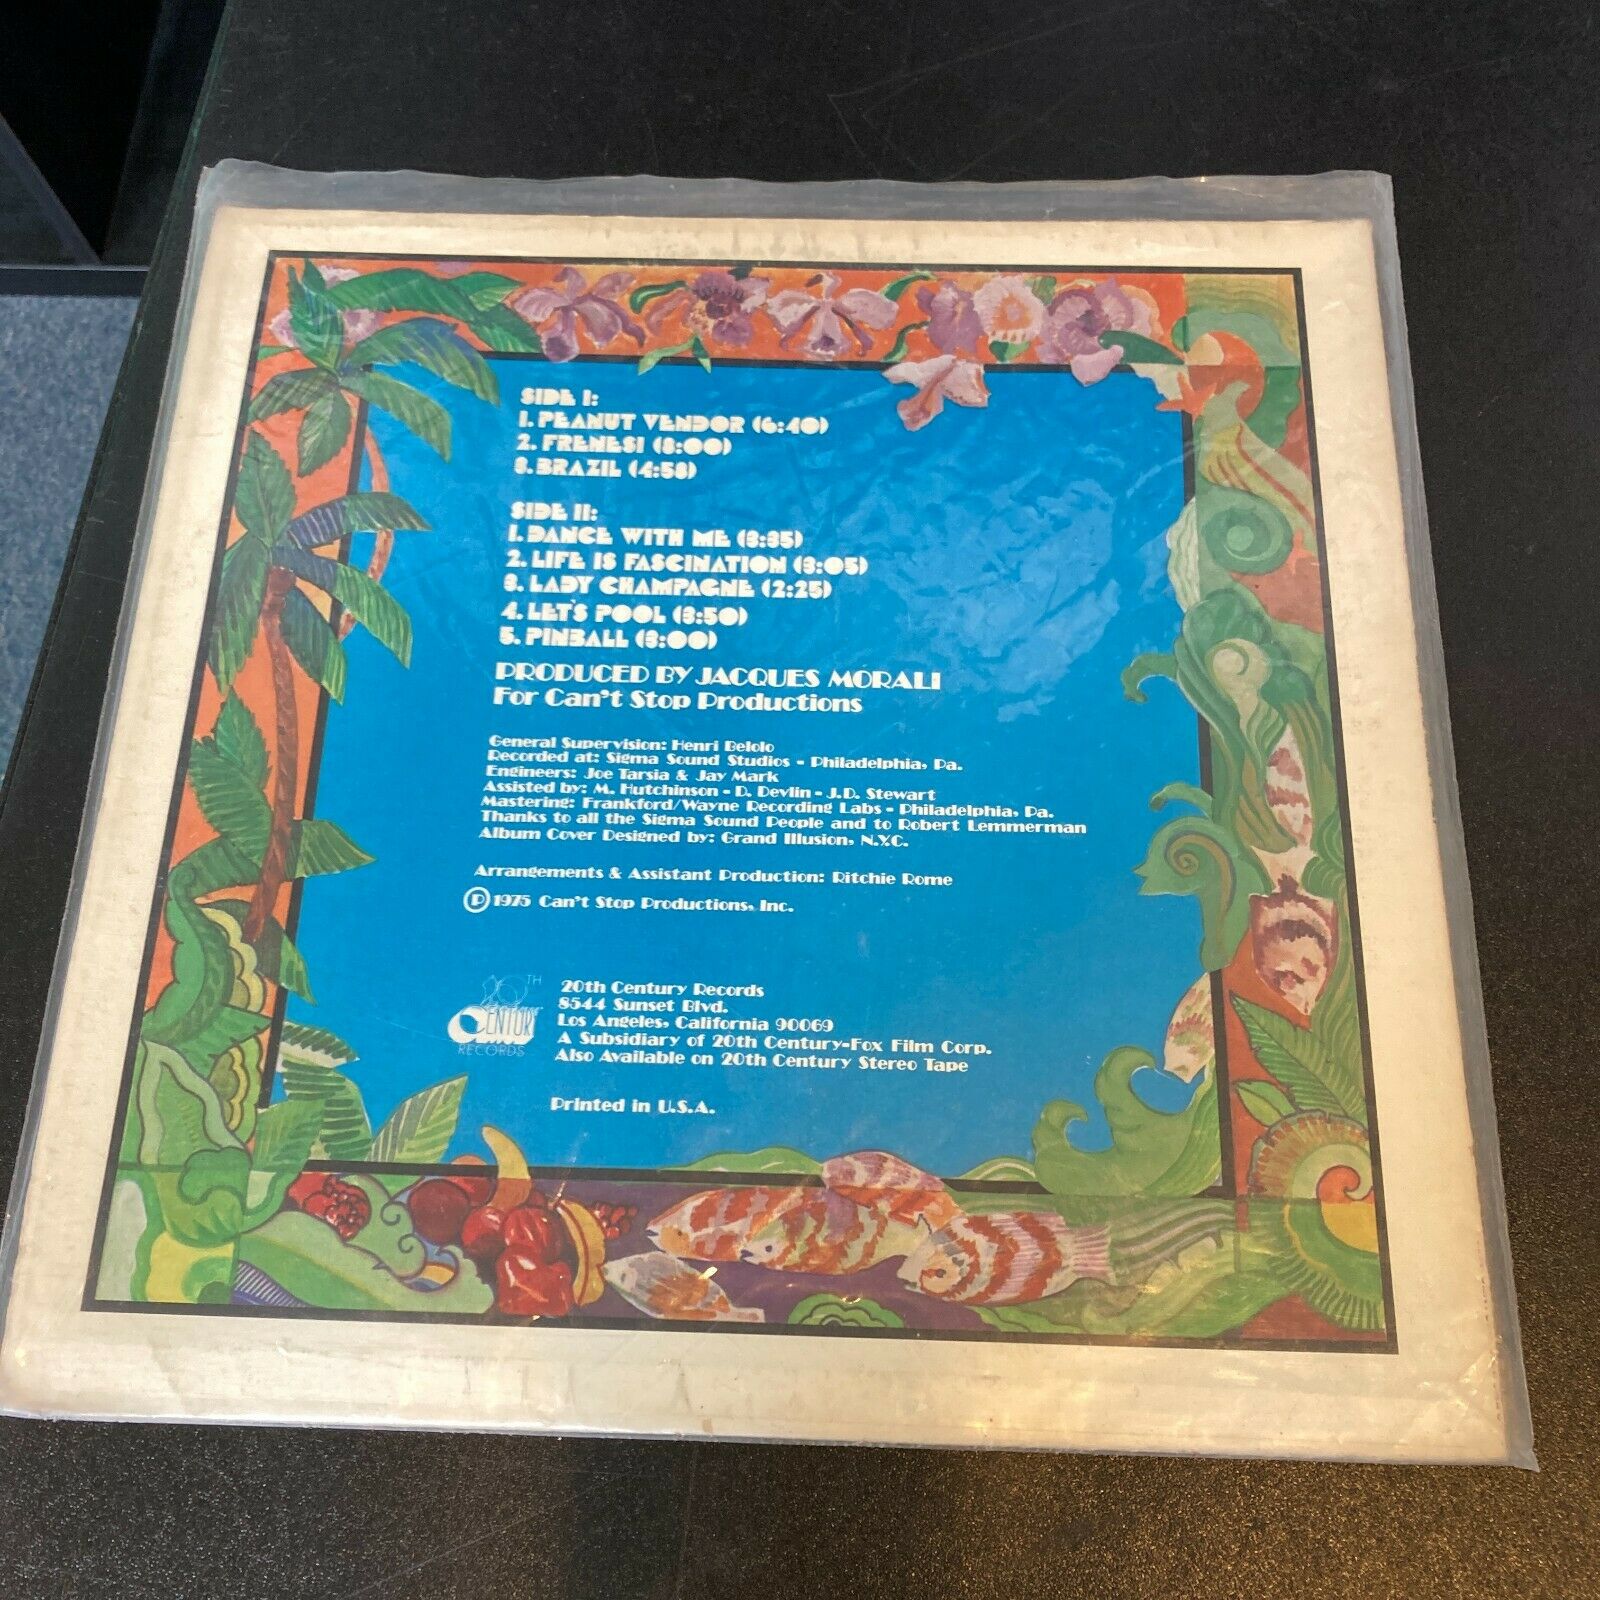 SIDE I:
1. PEANUT VENDOR (6:40)
2. FRENESI (8:00)
3. BRAZIL (4:58)
SIDE II:
1. DANCE WITH ME (3:35)
2. LIFE IS FASCINATION (3:05)
3. LADY CHAMPAGNE (2:25)
4. LET'S POOL (3:50)
5. PINBALL (3:00)
PRODUCED BY JACQUES MORALI
For Can't Stop Productions
General Supervision: Henri Belolo
Recorded at: Sigma Sound Studios - Philadelphia, Pa.
Engineers: Joe Tarsia & Jay Mark
Assisted by: M. Hutchinson - D. Devlin - J.D. Stewart
Mastering: Frankford/Wayne Recording Labs - Philadelphia, Pa.
Thanks to all the Sigma Sound People and to Robert Lemmerman
Album Cover Designed by: Grand Illusion, N.Y.C.
Arrangements & Assistant Production: Ritchie Rome
Ⓟ 1975 Can't Stop Productions, Inc.
20TH
CENTURY
RECORDS
20th Century Records
8544 Sunset Blvd.
Los Angeles, California 90069
A Subsidiary of 20th Century-Fox Film Corp.
Also Available on 20th Century Stereo Tape
Printed in U.S.A.